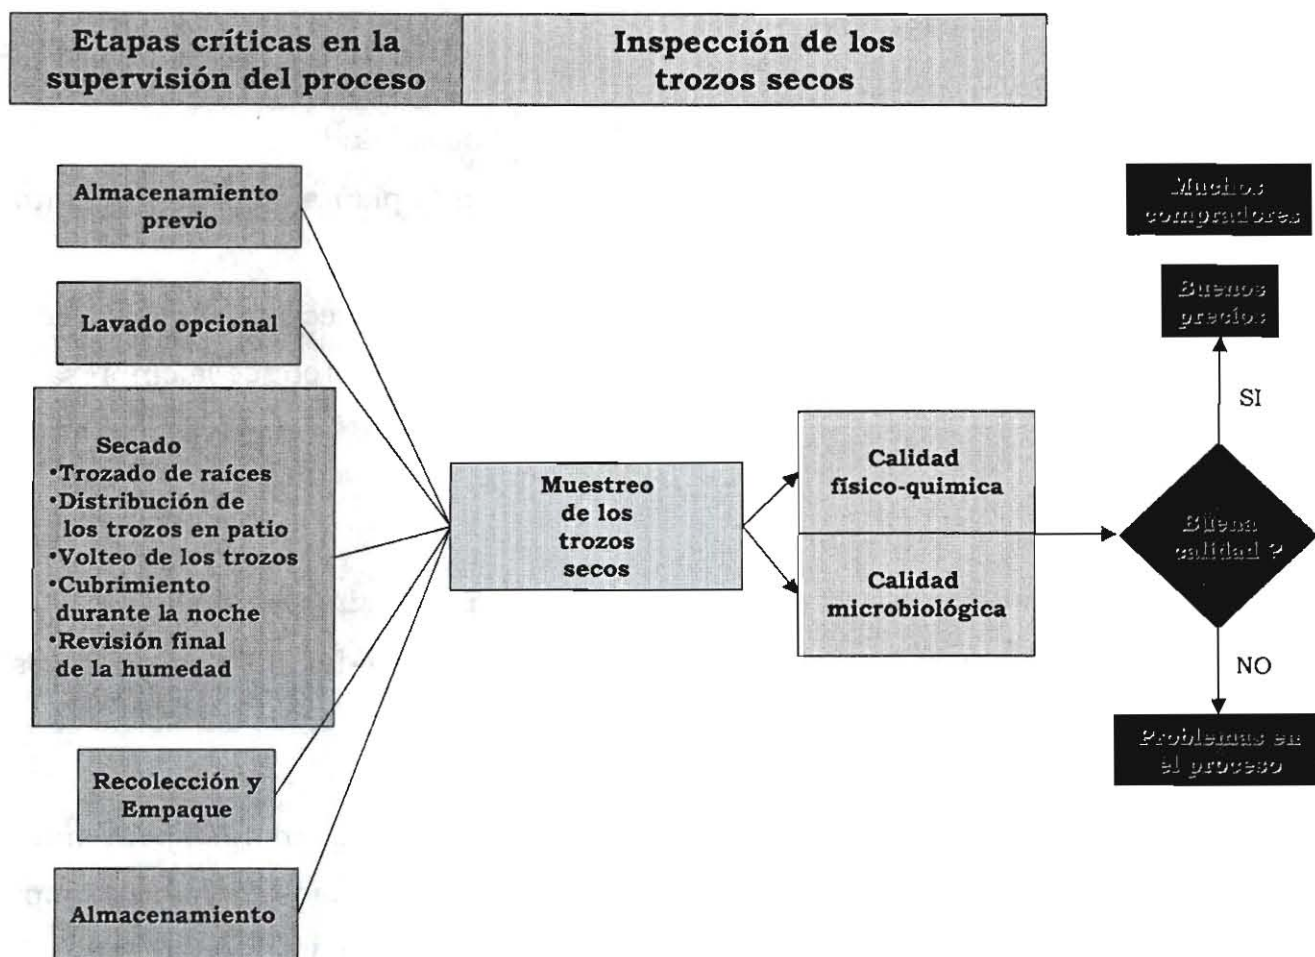 Etapas críticas en la
supervisión del proceso
Inspección de los
trozos secos
Almacenamiento
previo
Lavado opcional
Secado
•Trozado de raíces
•Distribución de
los trozos en patio
•Volteo de los trozos
•Cubrimiento
durante la noche
•Revisión final
de la humedad
Recolección y
Empaque
Almacenamiento
Muestreo
de los
trozos
secos
Calidad
físico-quimica
Calidad
microbiológica
Muchos
compradores
Buenos
precios
SI
Buena
calidad ?
NO
Problemas en
el proceso